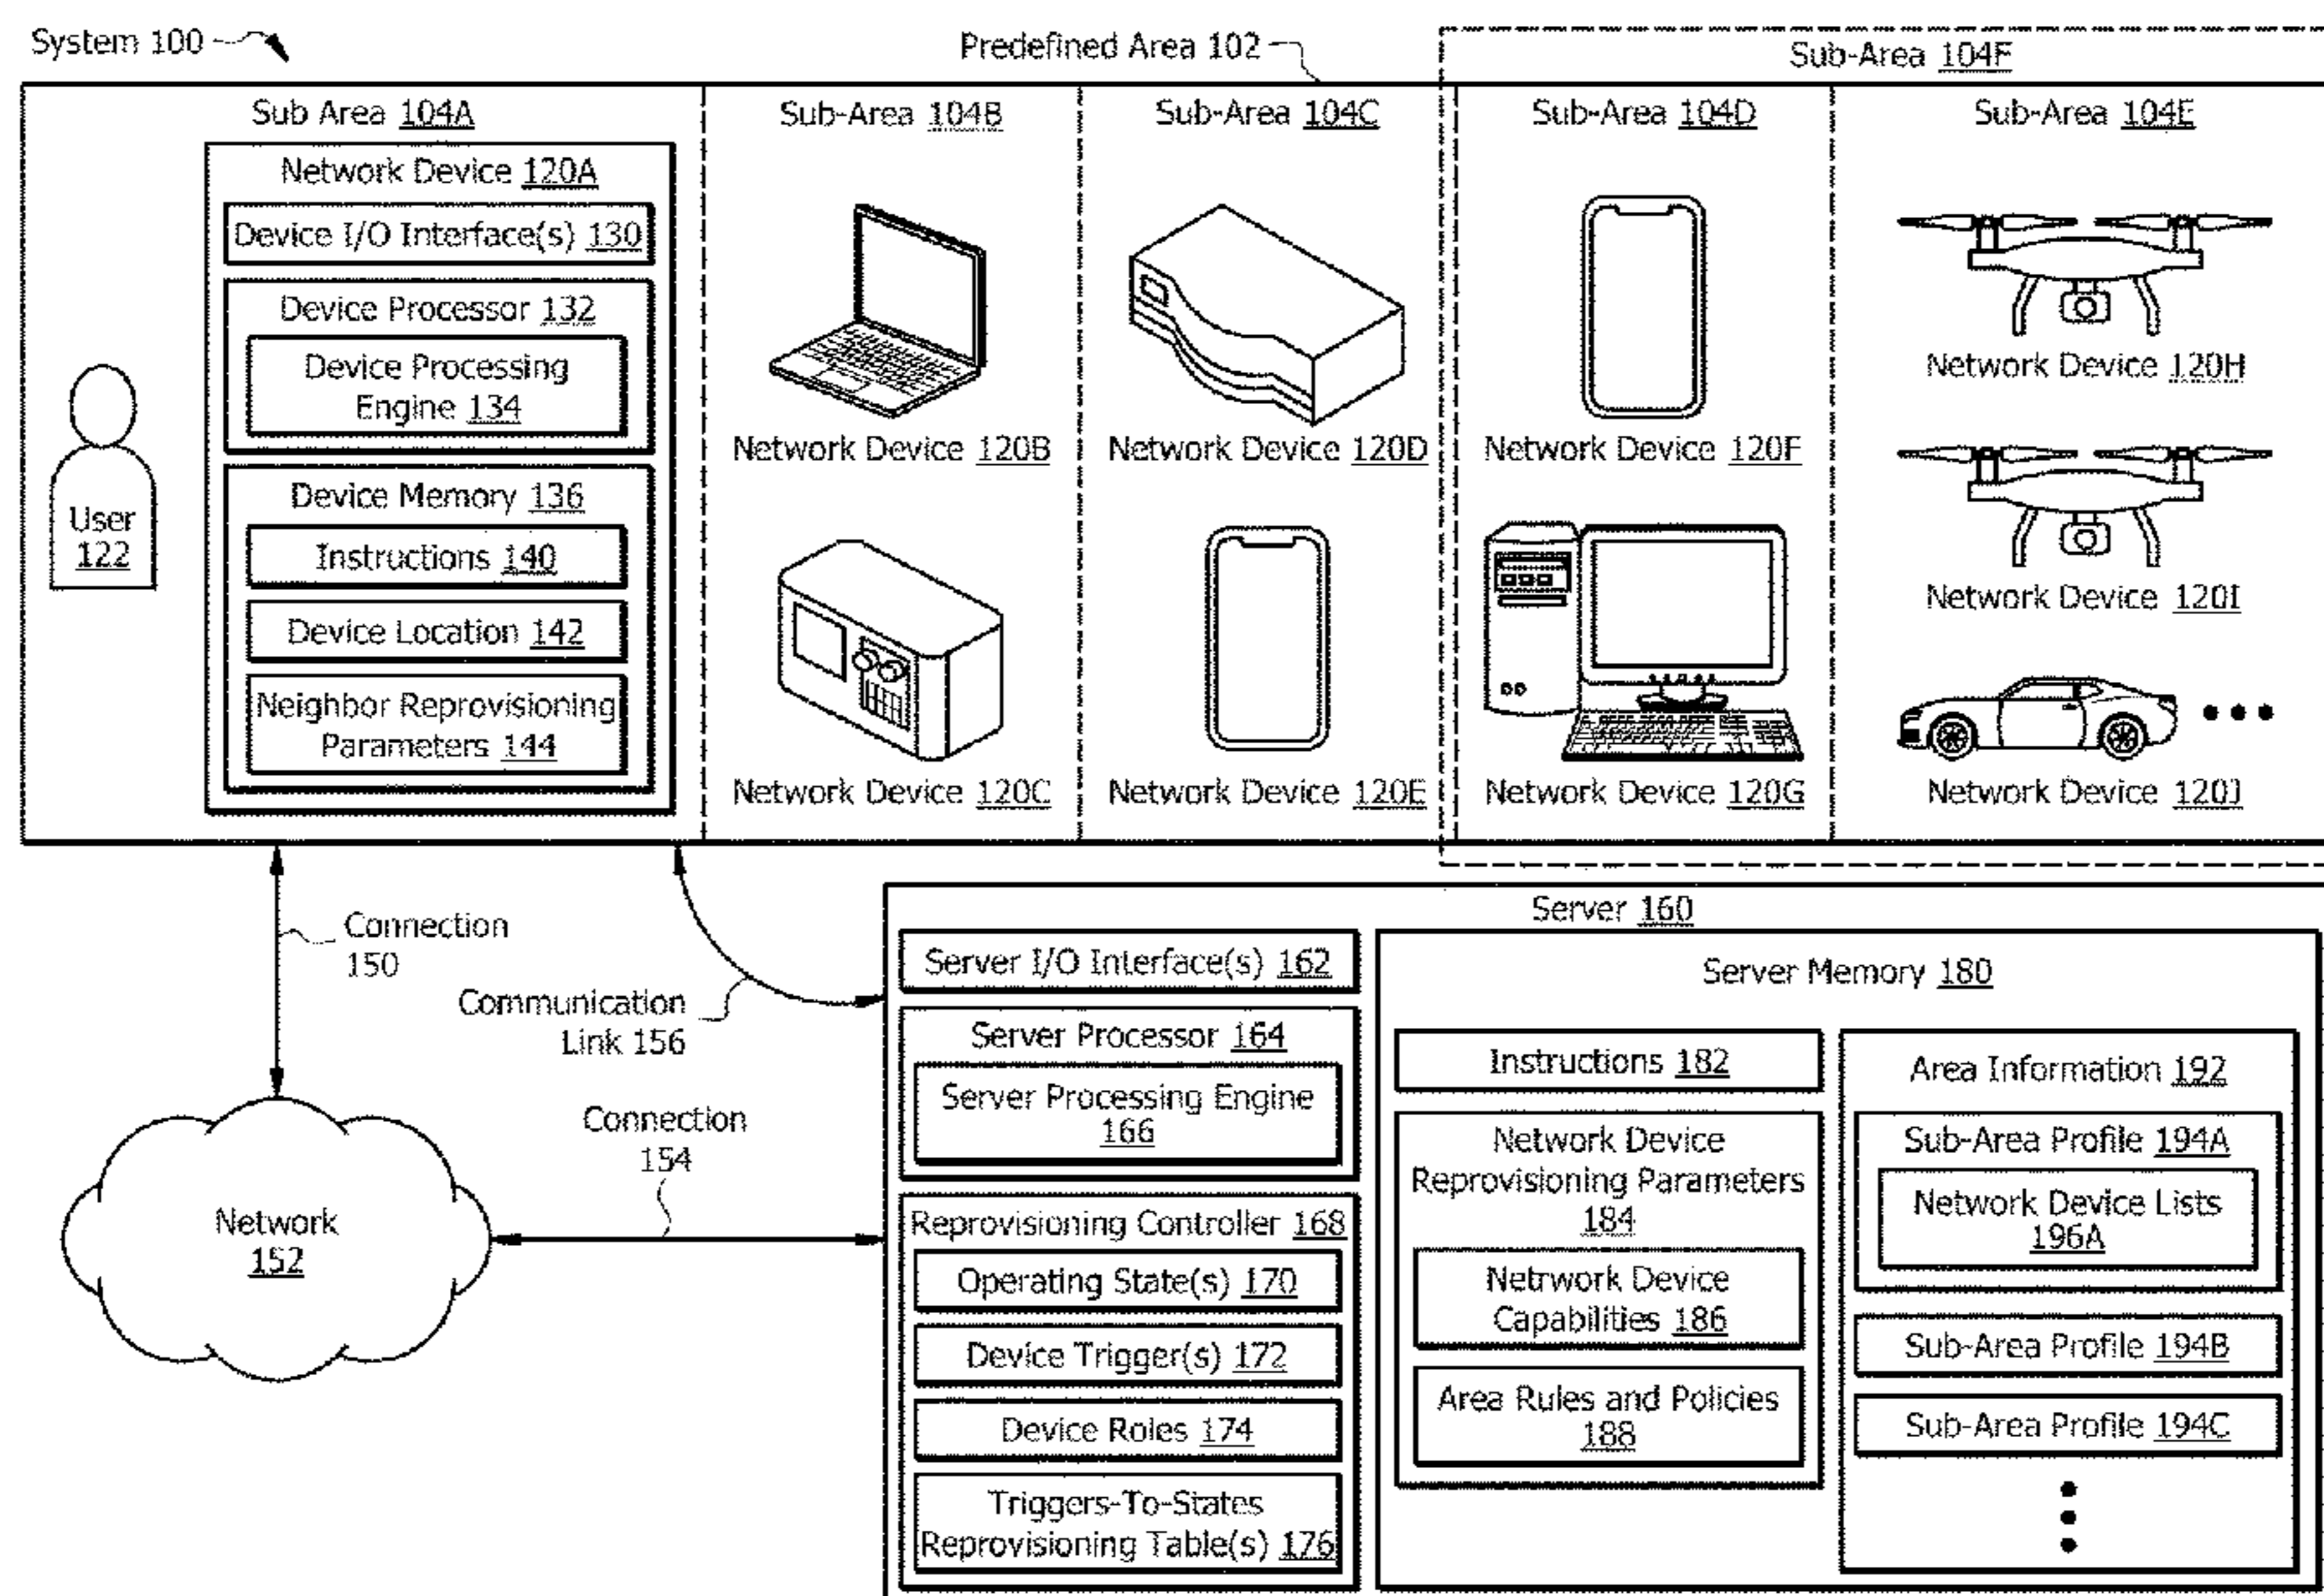 System 100
Predefined Area 102
Sub-Area 104F
Sub Area 104A
Network Device 120A
Device I/O Interface(s) 130
Device Processor 132
Device Processing
Engine 134
Device Memory 136
Instructions 140
Device Location 142
Neighbor Reprovisioning
Parameters 144
User
122
Sub-Area 104B
Network Device 120B
Network Device 120C
Sub-Area 104C
Network Device 120D
Network Device 120E
Sub-Area 104D
Network Device 120F
Network Device 120G
Sub-Area 104E
Network Device 120H
Network Device 120I
Network Device 120J
Connection
150
Communication
Link 156
Connection
154
Network
152
Server 160
Server I/O Interface(s) 162
Server Processor 164
Server Processing Engine
166
Reprovisioning Controller 168
Operating State(s) 170
Device Trigger(s) 172
Device Roles 174
Triggers-To-States
Reprovisioning Table(s) 176
Server Memory 180
Instructions 182
Network Device
Reprovisioning Parameters
184
Netrwork Device
Capabilities 186
Area Rules and Policies
188
Area Information 192
Sub-Area Profile 194A
Network Device Lists
196A
Sub-Area Profile 194B
Sub-Area Profile 194C